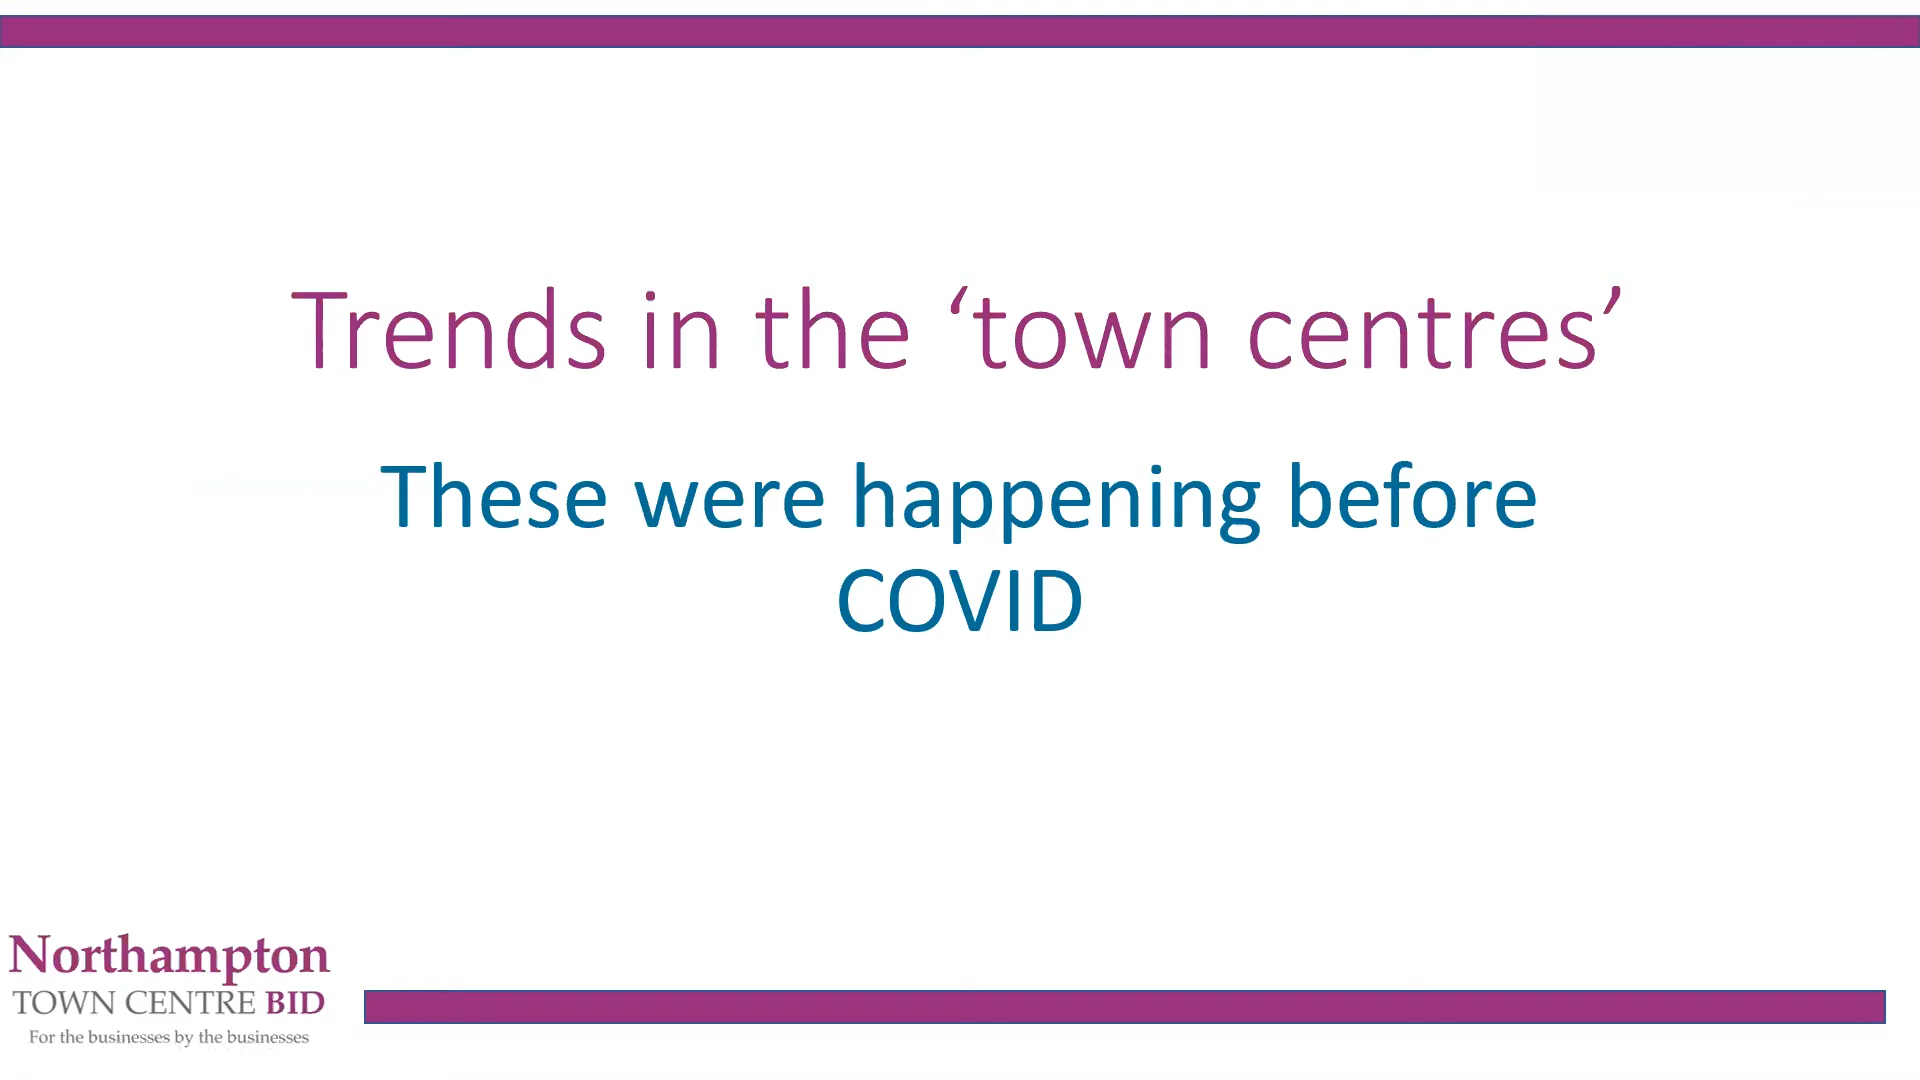 Trends in the ‘town centres’
These were happening before
COVID
Northampton
TOWN CENTRE BID
For the businesses by the businesses